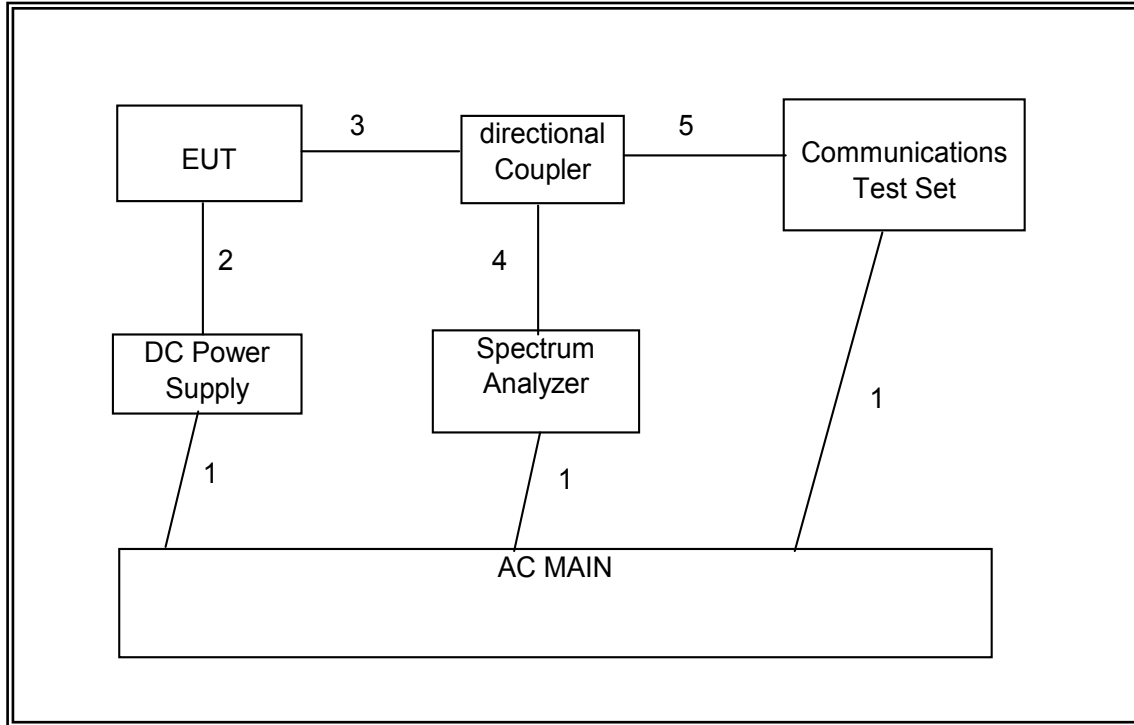 3
directional
Coupler
5
EUT
Communications
Test Set
2
4
DC Power
Supply
Spectrum
Analyzer
1
1
1
AC MAIN